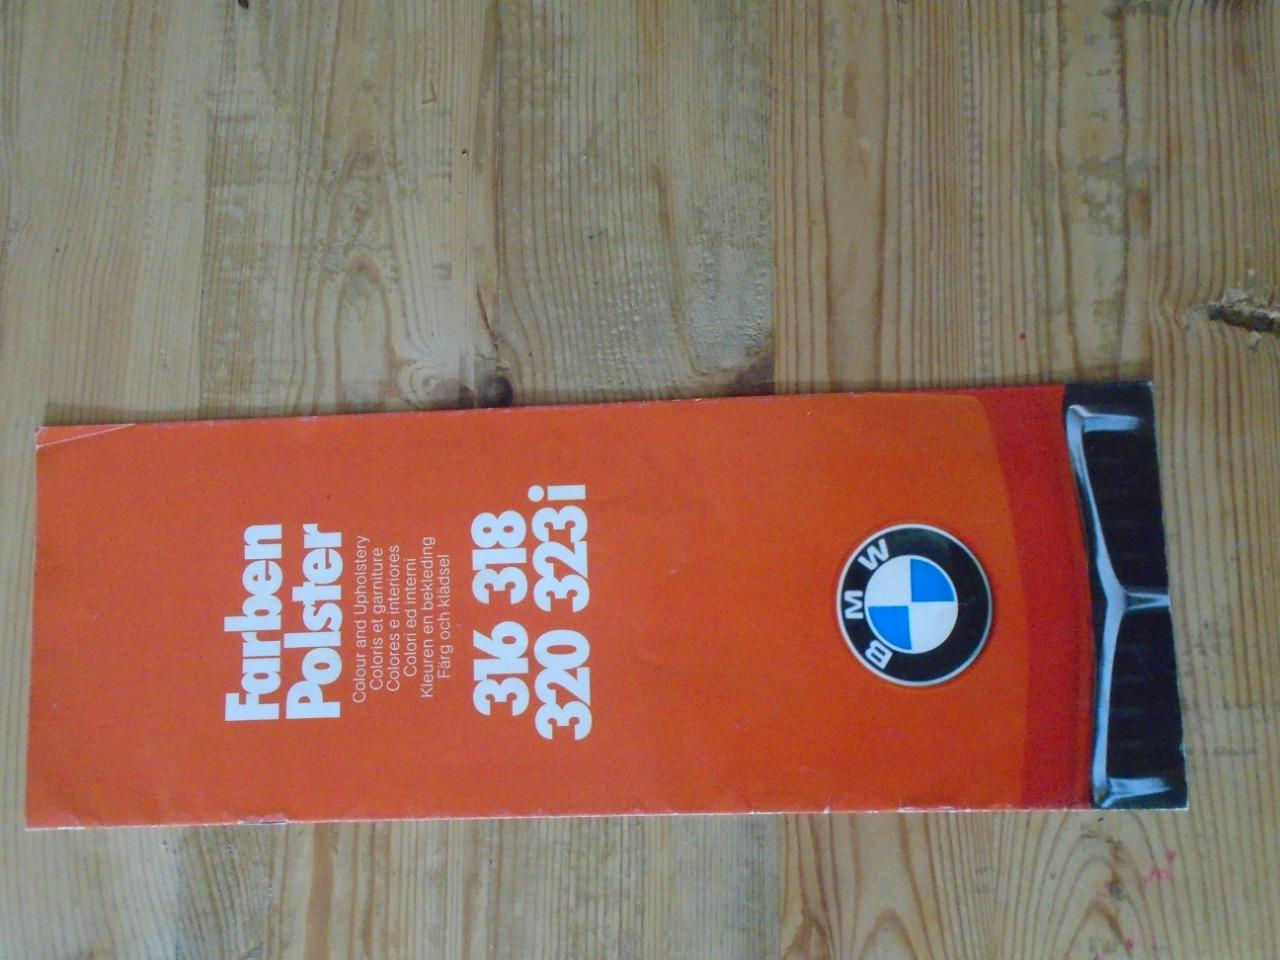 Farben
Polster
Colour and Upholstery
Coloris et garniture
Colores e interiores
Colori ed interni
Kleuren en bekleding
Färg och klädsel
316 318
320 323i
BMW